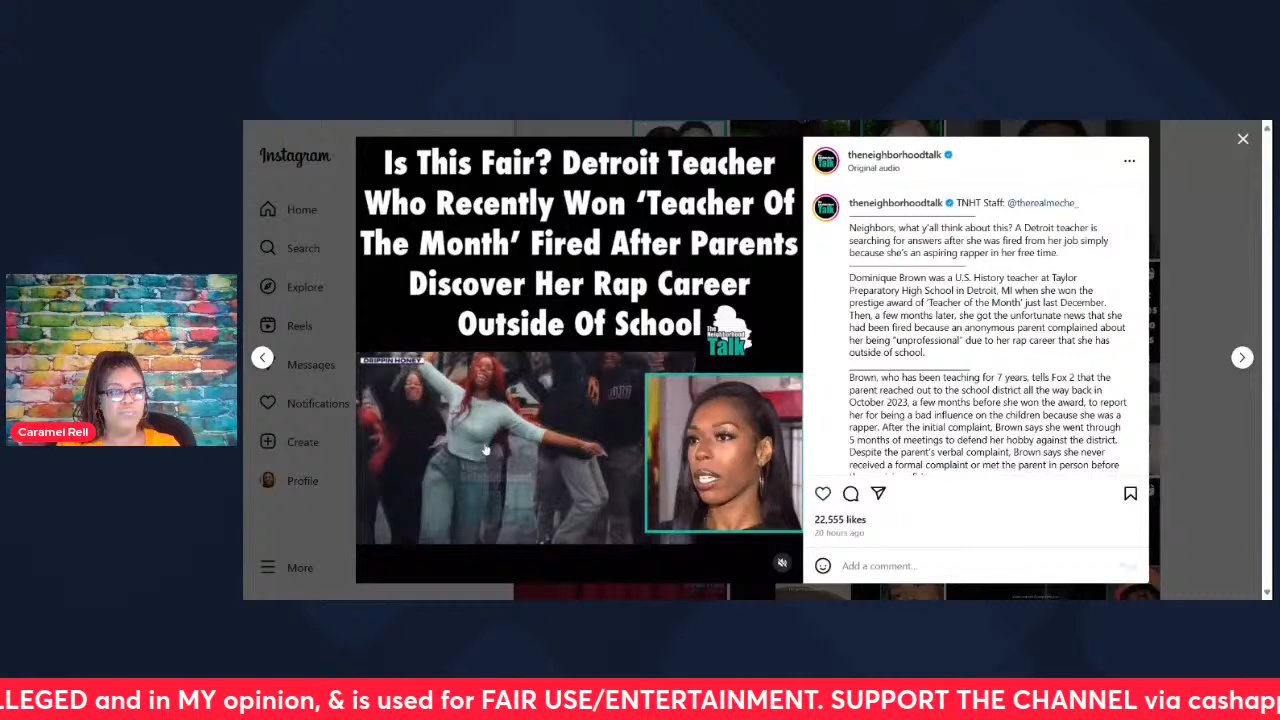 Instagram
Home
Search
Explore
Reels
Messages
Notifications
Create
Profile
More
Caramel Rell
Is This Fair? Detroit Teacher
Who Recently Won ‘Teacher Of
The Month’ Fired After Parents
Discover Her Rap Career
Outside Of School
The
Neighborhood
Talk
DRIPPIN HONEY
theneighborhoodtalk
Original audio
theneighborhoodtalk TNHT Staff: @therealmeche_
Neighbors, what y'all think about this? A Detroit teacher is
searching for answers after she was fired from her job simply
because she's an aspiring rapper in her free time.
Dominique Brown was a U.S. History teacher at Taylor
Preparatory High School in Detroit, MI when she won the
prestige award of 'Teacher of the Month' just last December.
Then, a few months later, she got the unfortunate news that she
had been fired because an anonymous parent complained about
her being "unprofessional" due to her rap career that she has
outside of school.
Brown, who has been teaching for 7 years, tells Fox 2 that the
parent reached out to the school district all the way back in
October 2023, a few months before she won the award, to report
her for being a bad influence on the children because she was a
rapper. After the initial complaint, Brown says she went through
5 months of meetings to defend her hobby against the district.
Despite the parent's verbal complaint, Brown says she never
received a formal complaint or met the parent in person before
22,555 likes
20 hours ago
Add a comment...
LLEGED and in MY opinion, & is used for FAIR USE/ENTERTAINMENT. SUPPORT THE CHANNEL via cashapp